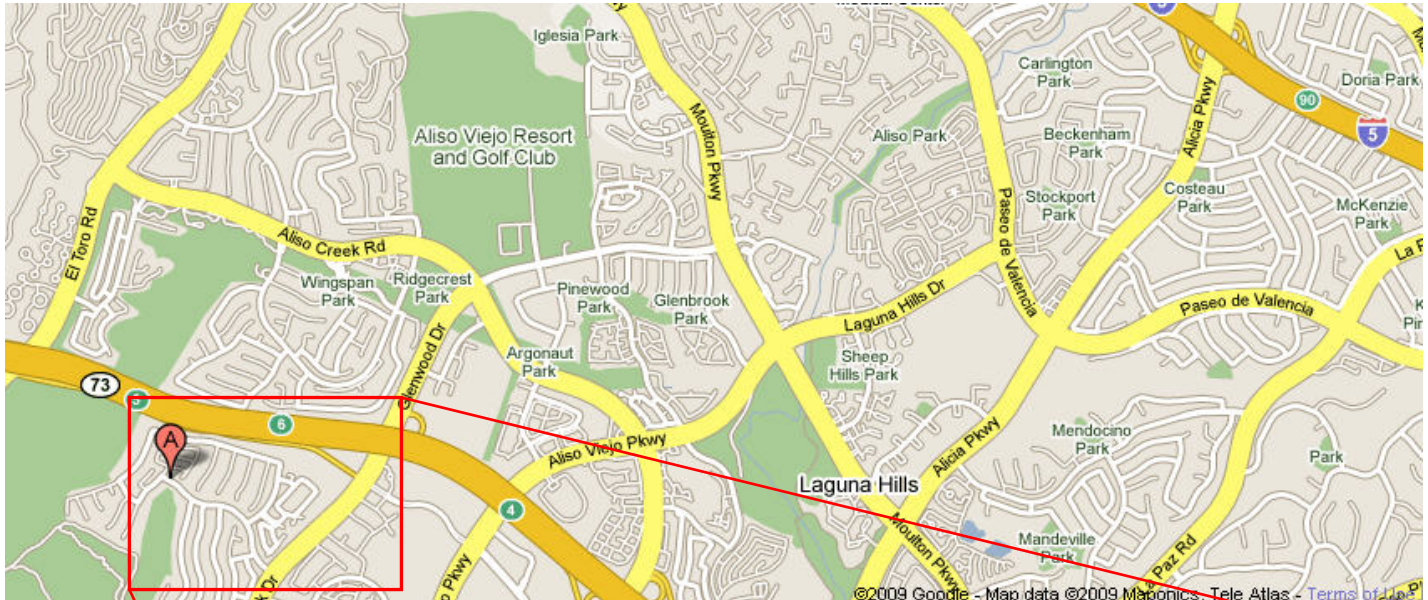 Iglesia Park
Carlington
Park
Doria Park
90
5
Aliso Viejo Resort
and Golf Club
Moulton Pkwy
Aliso Park
Beckenham
Park
Alicia Pkwy
El Toro Rd
Aliso Creek Rd
Stockport
Park
Costeau
Park
McKenzie
Park
Paseo de Valencia
Wingspan
Park
Ridgecrest
Park
Pinewood
Park
Glenbrook
Park
Laguna Hills Dr
Paseo de Valencia
Argonaut
Park
Sheep
Hills Park
73
Glenwood Dr
6
A
Aliso Viejo Pkwy
Alicia Pkwy
Mendocino
Park
Park
Laguna Hills
4
Moulton Pkwy
Mandeville
Park
Paz Rd
Dr
Pkwy
©2009 Google - Map data ©2009 Maponics, Tele Atlas - Terms of Use